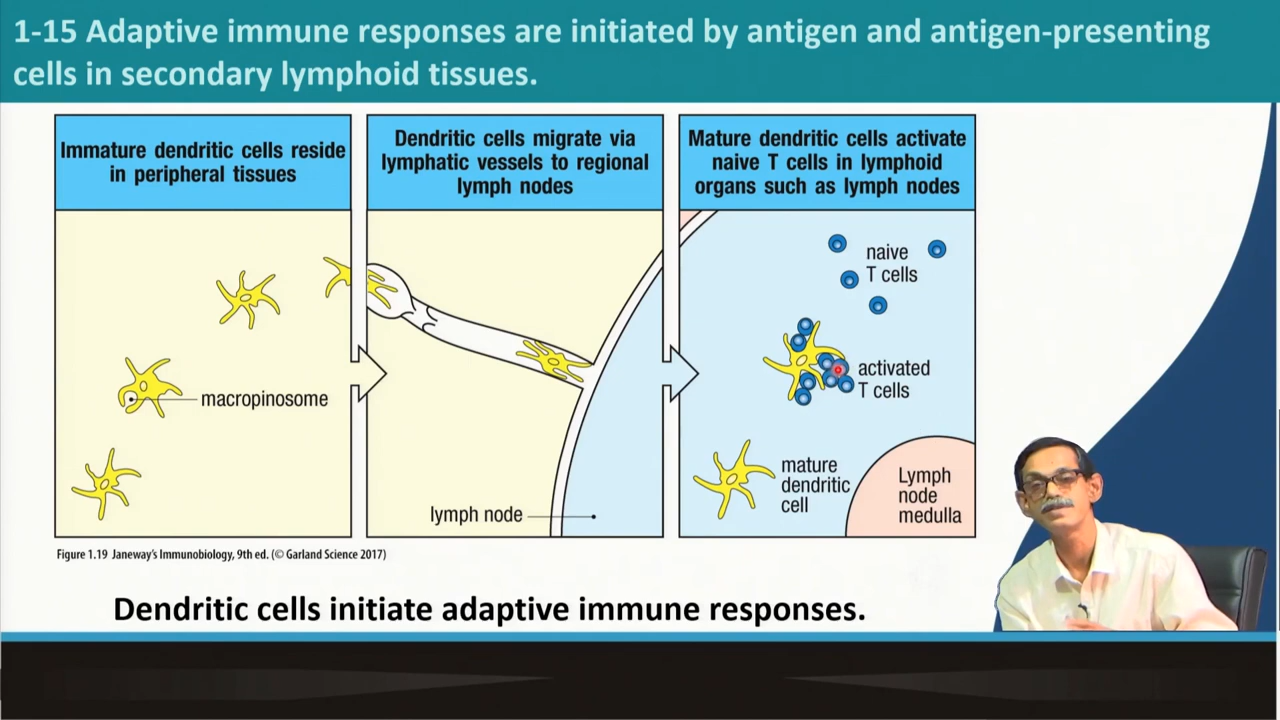 1-15 Adaptive immune responses are initiated by antigen and antigen-presenting
cells in secondary lymphoid tissues.
Immature dendritic cells reside
in peripheral tissues
macropinosome
Dendritic cells migrate via
lymphatic vessels to regional
lymph nodes
lymph node
Mature dendritic cells activate
naive T cells in lymphoid
organs such as lymph nodes
naive
T cells
activated
T cells
mature
dendritic
cell
Lymph
node
medulla
Figure 1.19 Janeway's Immunobiology, 9th ed. (© Garland Science 2017)
Dendritic cells initiate adaptive immune responses.